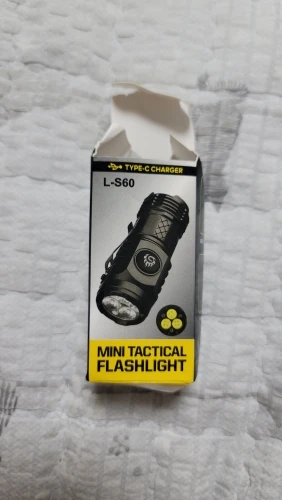 TYPE-C CHARGER
L-S60
MINI TACTICAL
FLASHLIGHT